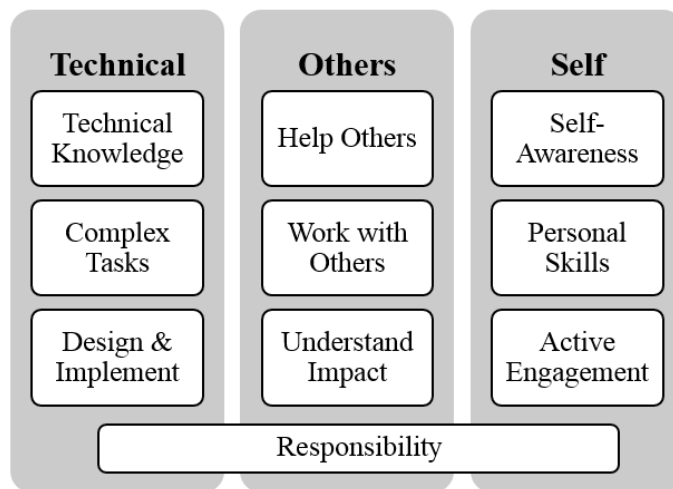 Technical
Technical
Knowledge
Complex
Tasks
Design &
Implement
Others
Help Others
Work with
Others
Understand
Impact
Self
Self-
Awareness
Personal
Skills
Active
Engagement
Responsibility